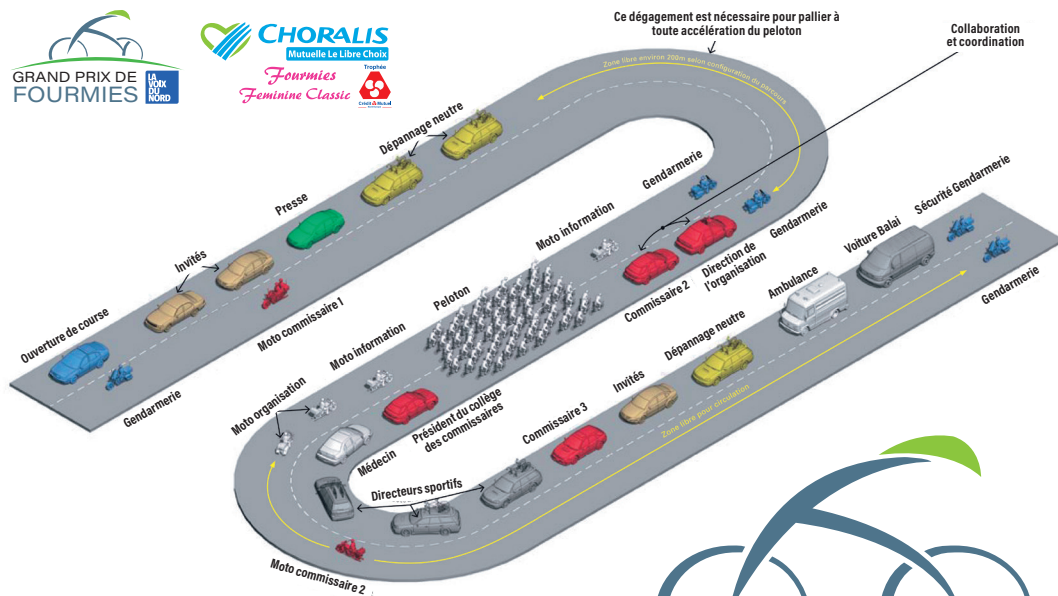 GRAND PRIX DE
FOURMIES
LA
VOIX
DU
NORD
CHORALIS
Mutuelle Le Libre Choix
Fourmies
Feminine Classic
Trophée
Crédit Mutuel
Ce dégagement est nécessaire pour pallier à
toute accélération du peloton
Collaboration
et coordination
Zone libre environ 200m selon configuration du parcours
Dépannage neutre
Presse
Invités
Moto commissaire 1
Ouverture de course
Gendarmerie
Gendarmerie
Gendarmerie
Moto information
Direction de
l'organisation
Commissaire 2
Peloton
Moto information
Président du collège
des commissaires
Moto organisation
Médecin
Directeurs sportifs
Moto commissaire 2
Commissaire 3
Invités
Dépannage neutre
Ambulance
Voiture Balai
Sécurité Gendarmerie
Gendarmerie
Zone libre pour circulation